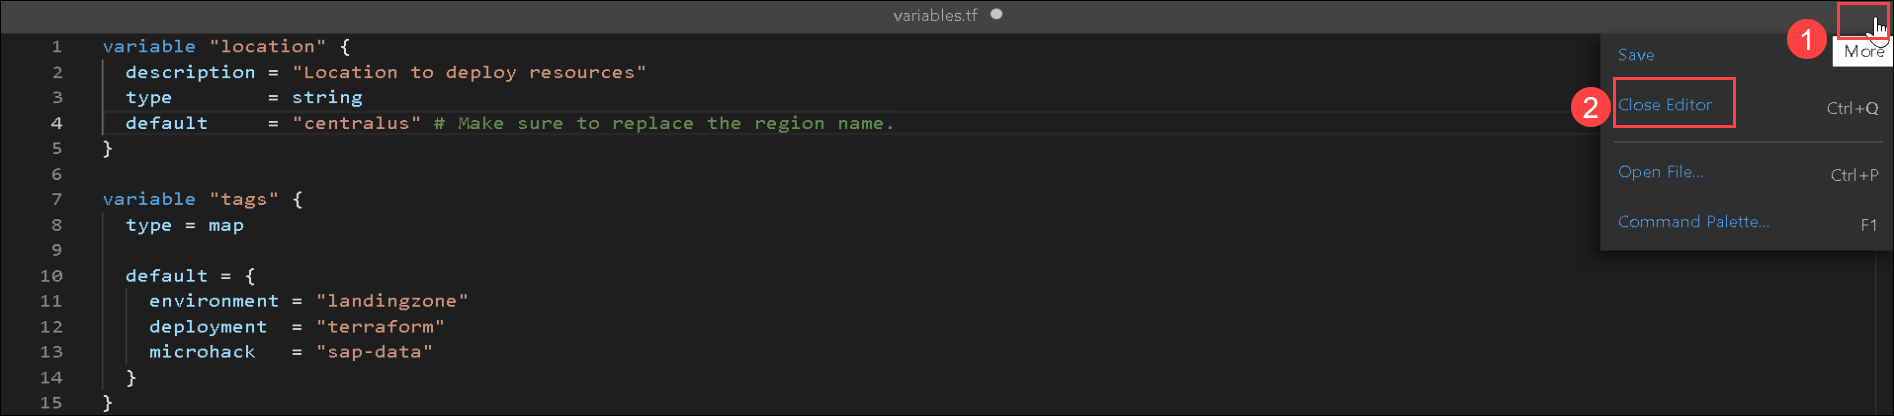 variables.tf
1 variable "location" {
2 description = "Location to deploy resources"
3 type = string
4 default = "centralus" # Make sure to replace the region name.
5 }
6
7 variable "tags" {
8 type = map
9
10 default = {
11 environment = "landingzone"
12 deployment = "terraform"
13 microhack = "sap-data"
14 }
15 }
1
More
Save
2
Close Editor Ctrl+Q
Open File... Ctrl+P
Command Palette... F1